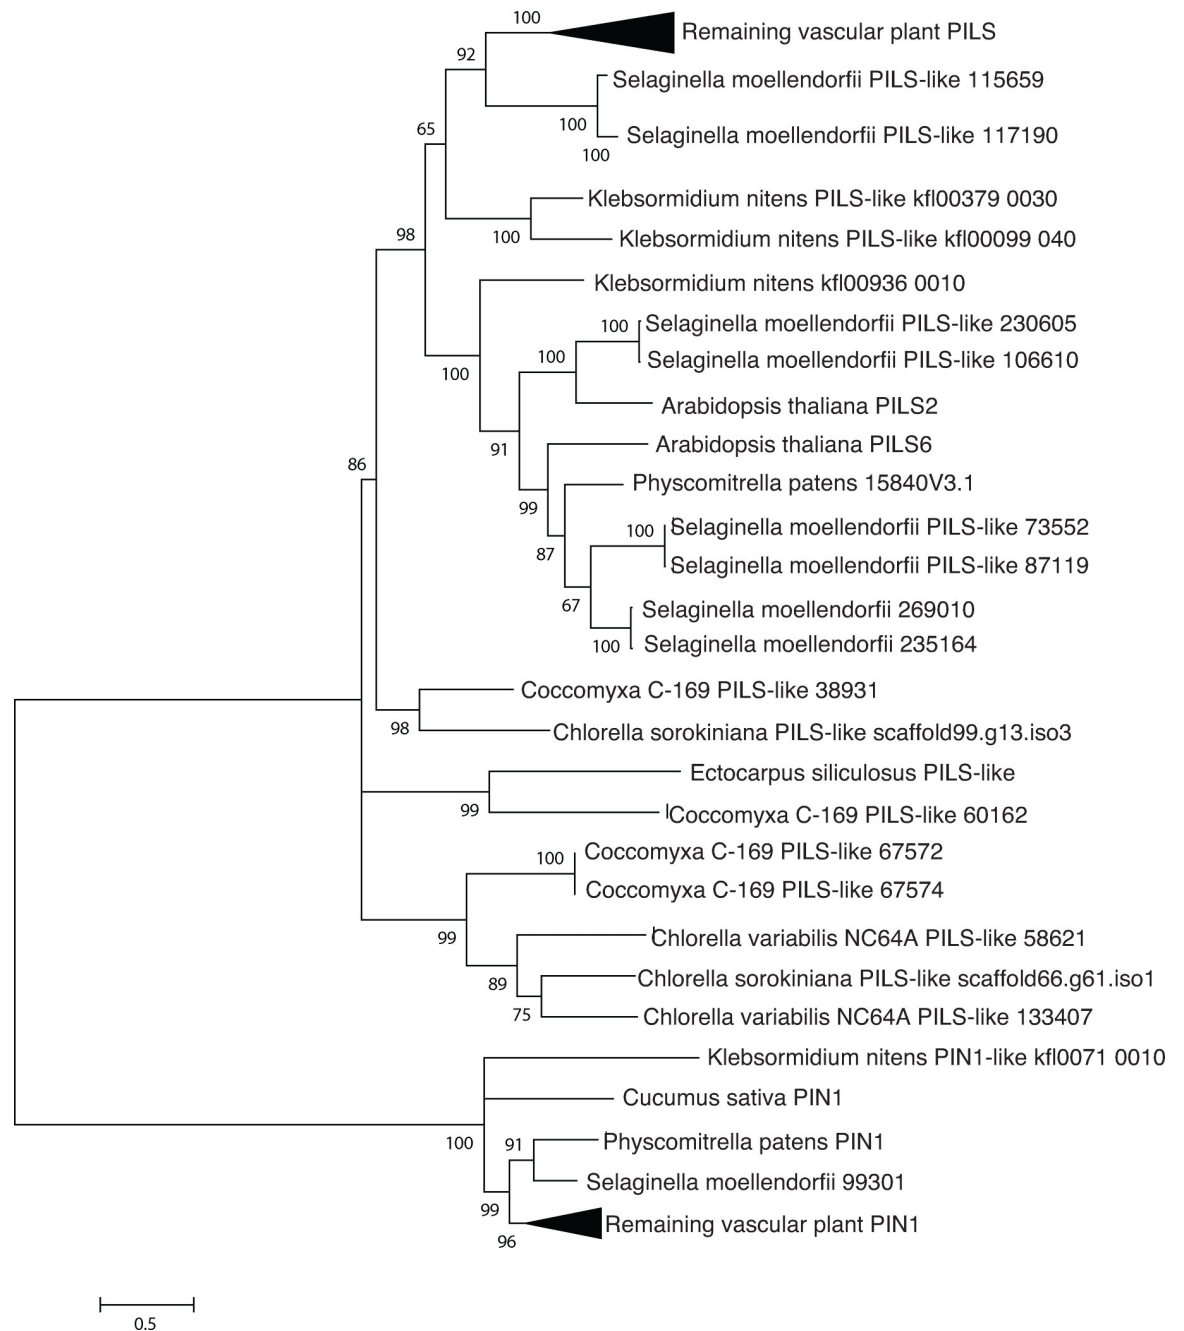 100
Remaining vascular plant PILS
92
Selaginella moellendorfii PILS-like 115659
100
65
Selaginella moellendorfii PILS-like 117190
100
Klebsormidium nitens PILS-like kfl00379 0030
98
100
Klebsormidium nitens PILS-like kfl00099 040
Klebsormidium nitens kfl00936 0010
100
Selaginella moellendorfii PILS-like 230605
100
Selaginella moellendorfii PILS-like 106610
100
Arabidopsis thaliana PILS2
91
Arabidopsis thaliana PILS6
86
Physcomitrella patens 15840V3.1
99
100
Selaginella moellendorfii PILS-like 73552
87
Selaginella moellendorfii PILS-like 87119
67
Selaginella moellendorfii 269010
100
Selaginella moellendorfii 235164
Coccomyxa C-169 PILS-like 38931
98
Chlorella sorokiniana PILS-like scaffold99.g13.iso3
Ectocarpus siliculosus PILS-like
99
Coccomyxa C-169 PILS-like 60162
100
Coccomyxa C-169 PILS-like 67572
Coccomyxa C-169 PILS-like 67574
99
Chlorella variabilis NC64A PILS-like 58621
89
Chlorella sorokiniana PILS-like scaffold66.g61.iso1
75
Chlorella variabilis NC64A PILS-like 133407
Klebsormidium nitens PIN1-like kfl0071 0010
Cucumus sativa PIN1
100
91
Physcomitrella patens PIN1
Selaginella moellendorfii 99301
99
Remaining vascular plant PIN1
96
0.5